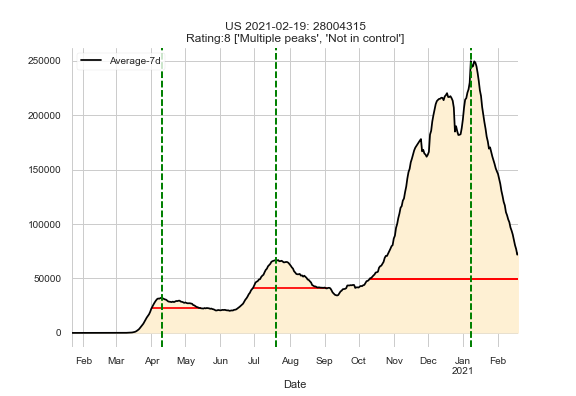 US 2021-02-19: 28004315
Rating:8 ['Multiple peaks', 'Not in control']
Average-7d
250000
200000
150000
100000
50000
0
Feb Mar Apr May Jun Jul Aug Sep Oct Nov Dec Jan Feb
2021
Date